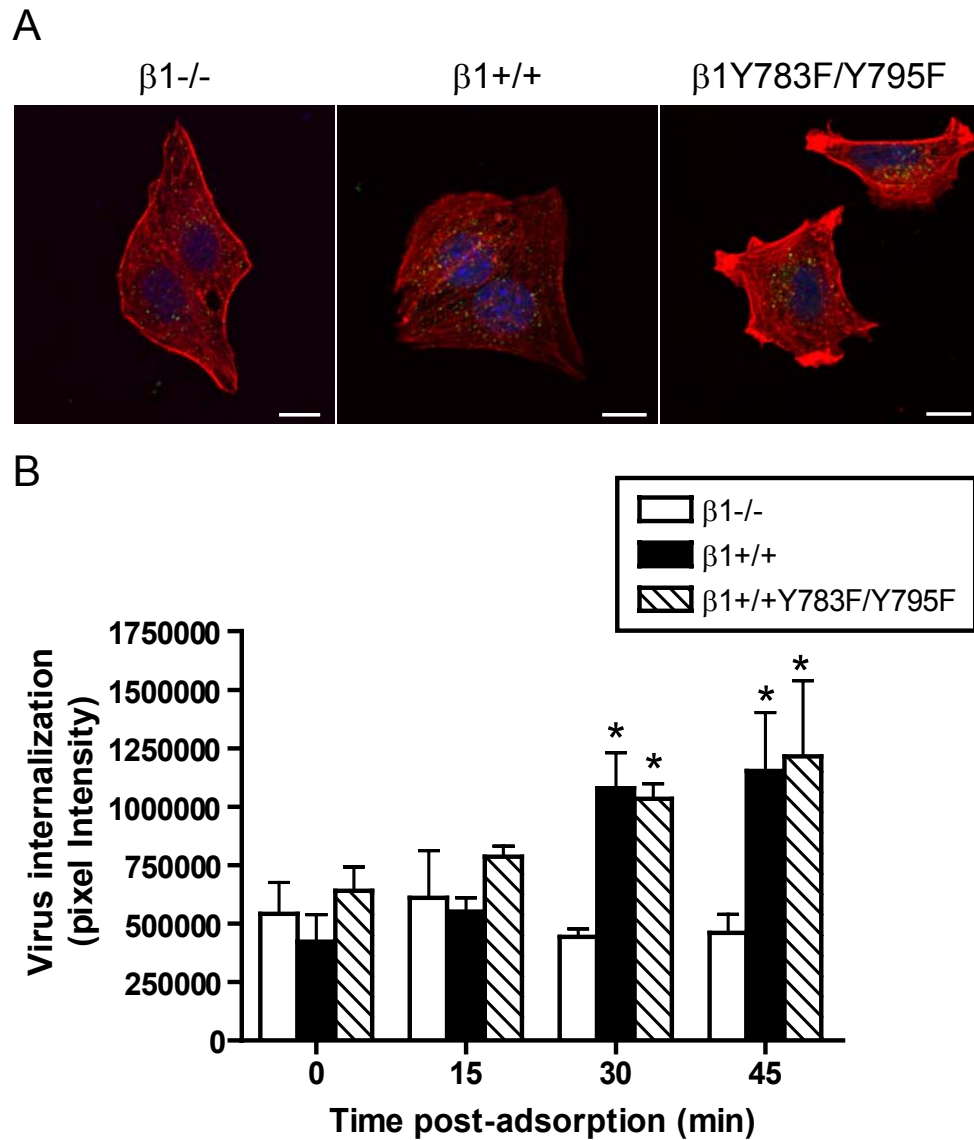 A
β1-/-
β1+/+
β1Y783F/Y795F
B
β1-/-
β1+/+
β1+/+Y783F/Y795F
Virus internalization
(pixel Intensity)
1750000
1500000
1250000
1000000
750000
500000
250000
0
* * * *
0 15 30 45
Time post-adsorption (min)